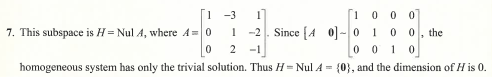 7. This subspace is H = Nul A, where A = [1 -3 1; 0 1 -2; 0 2 -1]. Since [A 0] ~ [1 0 0 0; 0 1 0 0; 0 0 1 0], the
homogeneous system has only the trivial solution. Thus H = Nul A = {0}, and the dimension of H is 0.